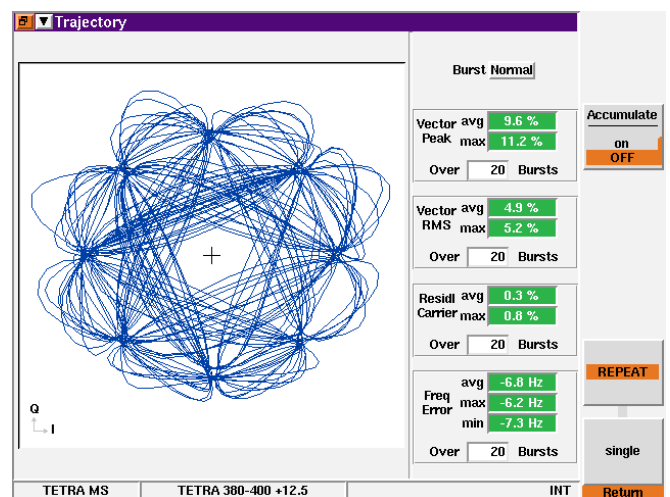 Trajectory
Burst Normal
Vector Peak avg 9.6 %
max 11.2 %
Over 20 Bursts
Vector RMS avg 4.9 %
max 5.2 %
Over 20 Bursts
Residl Carrier avg 0.3 %
max 0.8 %
Over 20 Bursts
Freq Error avg -6.8 Hz
max -6.2 Hz
min -7.3 Hz
Over 20 Bursts
Accumulate
on
OFF
REPEAT
single
Return
Q
I
TETRA MS
TETRA 380-400 +12.5
INT